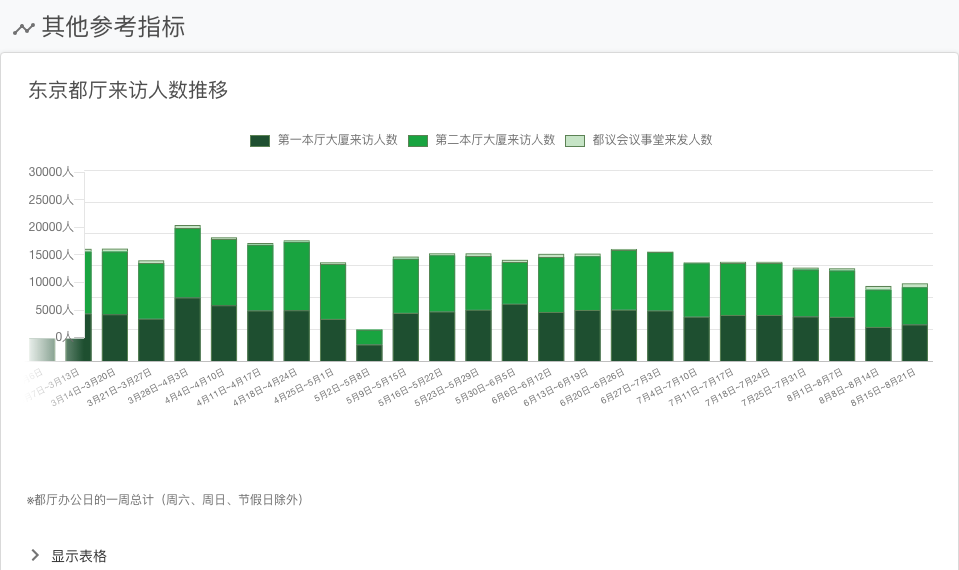 其他参考指标
东京都厅来访人数推移
第一本厅大厦来访人数 第二本厅大厦来访人数 都议会议事堂来发人数
30000人
25000人
20000人
15000人
10000人
5000人
0人
3月14日~3月20日
3月21日~3月27日
3月28日~4月3日
4月4日~4月10日
4月11日~4月17日
4月18日~4月24日
4月25日~5月1日
5月2日~5月8日
5月9日~5月15日
5月16日~5月22日
5月23日~5月29日
5月30日~6月5日
6月6日~6月12日
6月13日~6月19日
6月20日~6月26日
6月27日~7月3日
7月4日~7月10日
7月11日~7月17日
7月18日~7月24日
7月25日~7月31日
8月1日~8月7日
8月8日~8月14日
8月15日~8月21日
※都厅办公日的一周总计（周六、周日、节假日除外）
显示表格